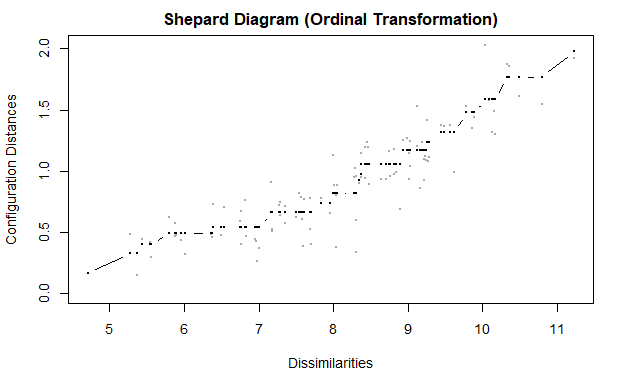 Shepard Diagram (Ordinal Transformation)
Configuration Distances
2.0
1.5
1.0
0.5
0.0
5 6 7 8 9 10 11
Dissimilarities